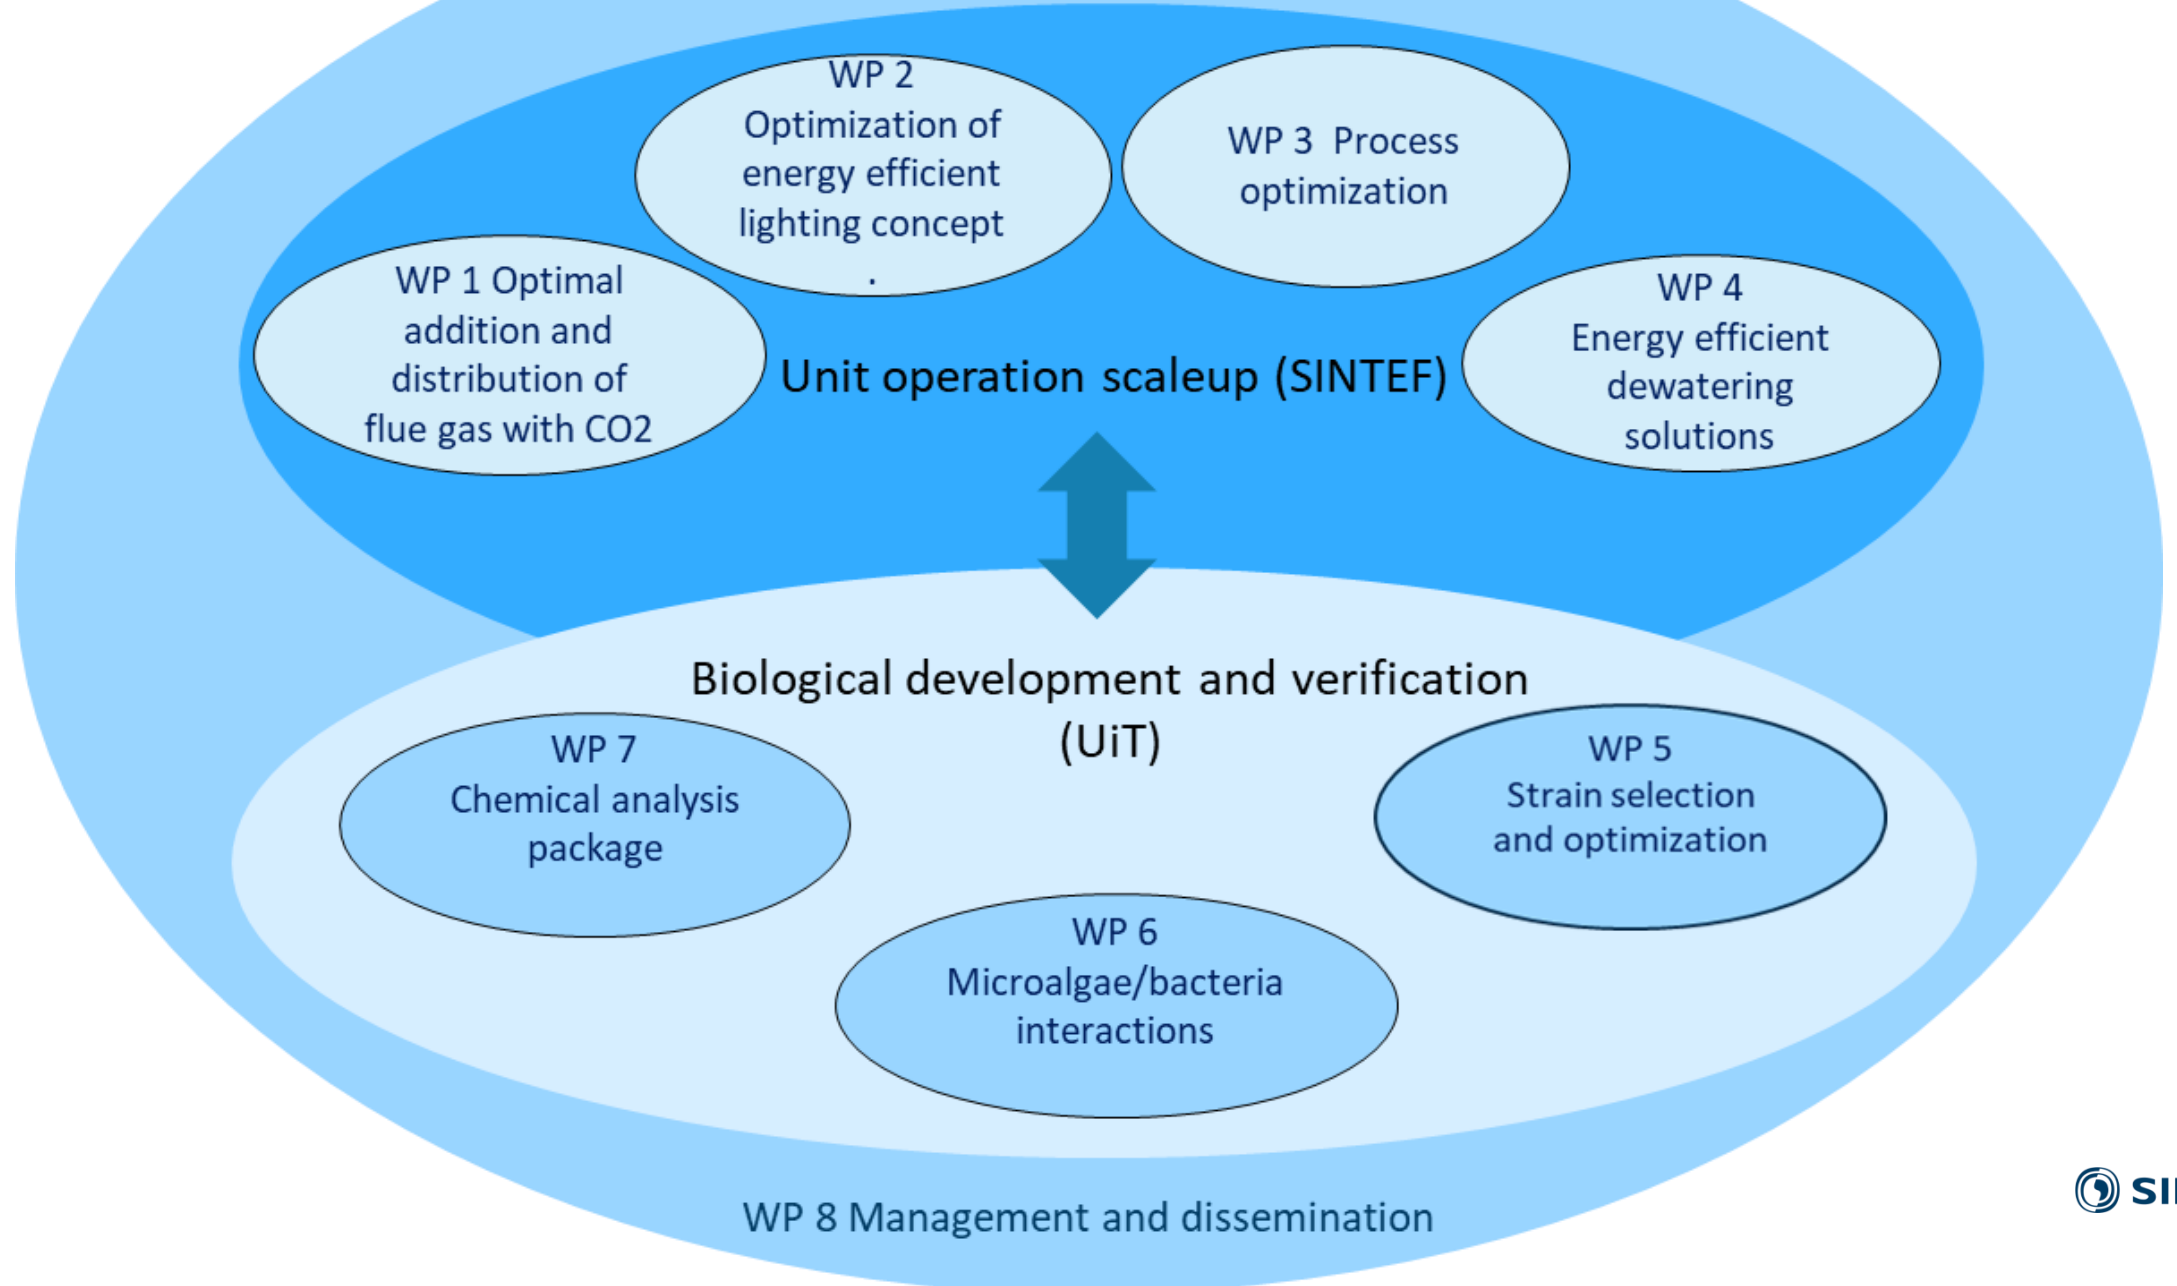 WP 2
Optimization of
energy efficient
lighting concept
.
WP 3  Process
optimization
WP 1 Optimal
addition and
distribution of
flue gas with CO2
WP 4
Energy efficient
dewatering
solutions
Unit operation scaleup (SINTEF)
Biological development and verification
(UiT)
WP 7
Chemical analysis
package
WP 5
Strain selection
and optimization
WP 6
Microalgae/bacteria
interactions
WP 8 Management and dissemination